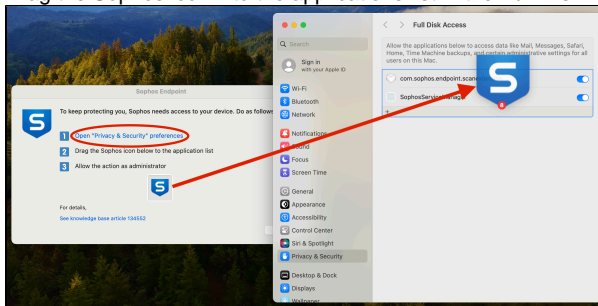 Sophos Endpoint
To keep protecting you, Sophos needs access to your device. Do as follows
1 Open "Privacy & Security" preferences
2 Drag the Sophos icon below to the application list
3 Allow the action as administrator
For details,
See knowledge base article 134552
Search
Sign in
with your Apple ID
Wi-Fi
Bluetooth
Network
Notifications
Sound
Focus
Screen Time
General
Appearance
Accessibility
Control Center
Siri & Spotlight
Privacy & Security
Desktop & Dock
Displays
Wallpaper
Full Disk Access
Allow the applications below to access data like Mail, Messages, Safari,
Home, Time Machine backups, and certain administrative settings for all
users on this Mac.
com.sophos.endpoint.scan
SophosServiceManager